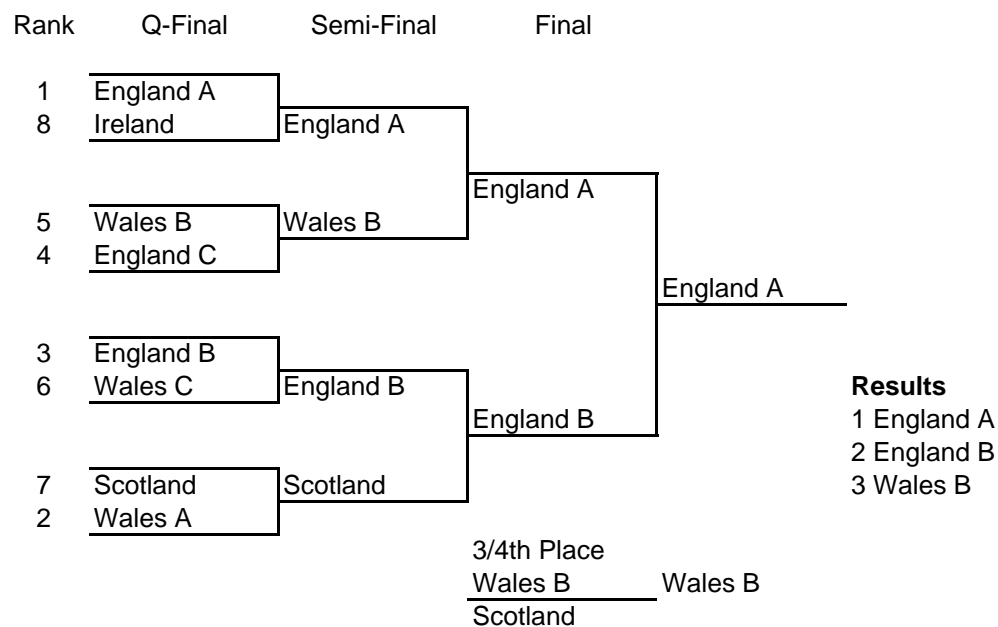 Rank Q-Final Semi-Final Final
1 England A
8 Ireland England A
England A
5 Wales B Wales B
4 England C
England A
3 England B
6 Wales C England B Results
England B 1 England A
2 England B
7 Scotland Scotland 3 Wales B
2 Wales A
3/4th Place
Wales B Wales B
Scotland